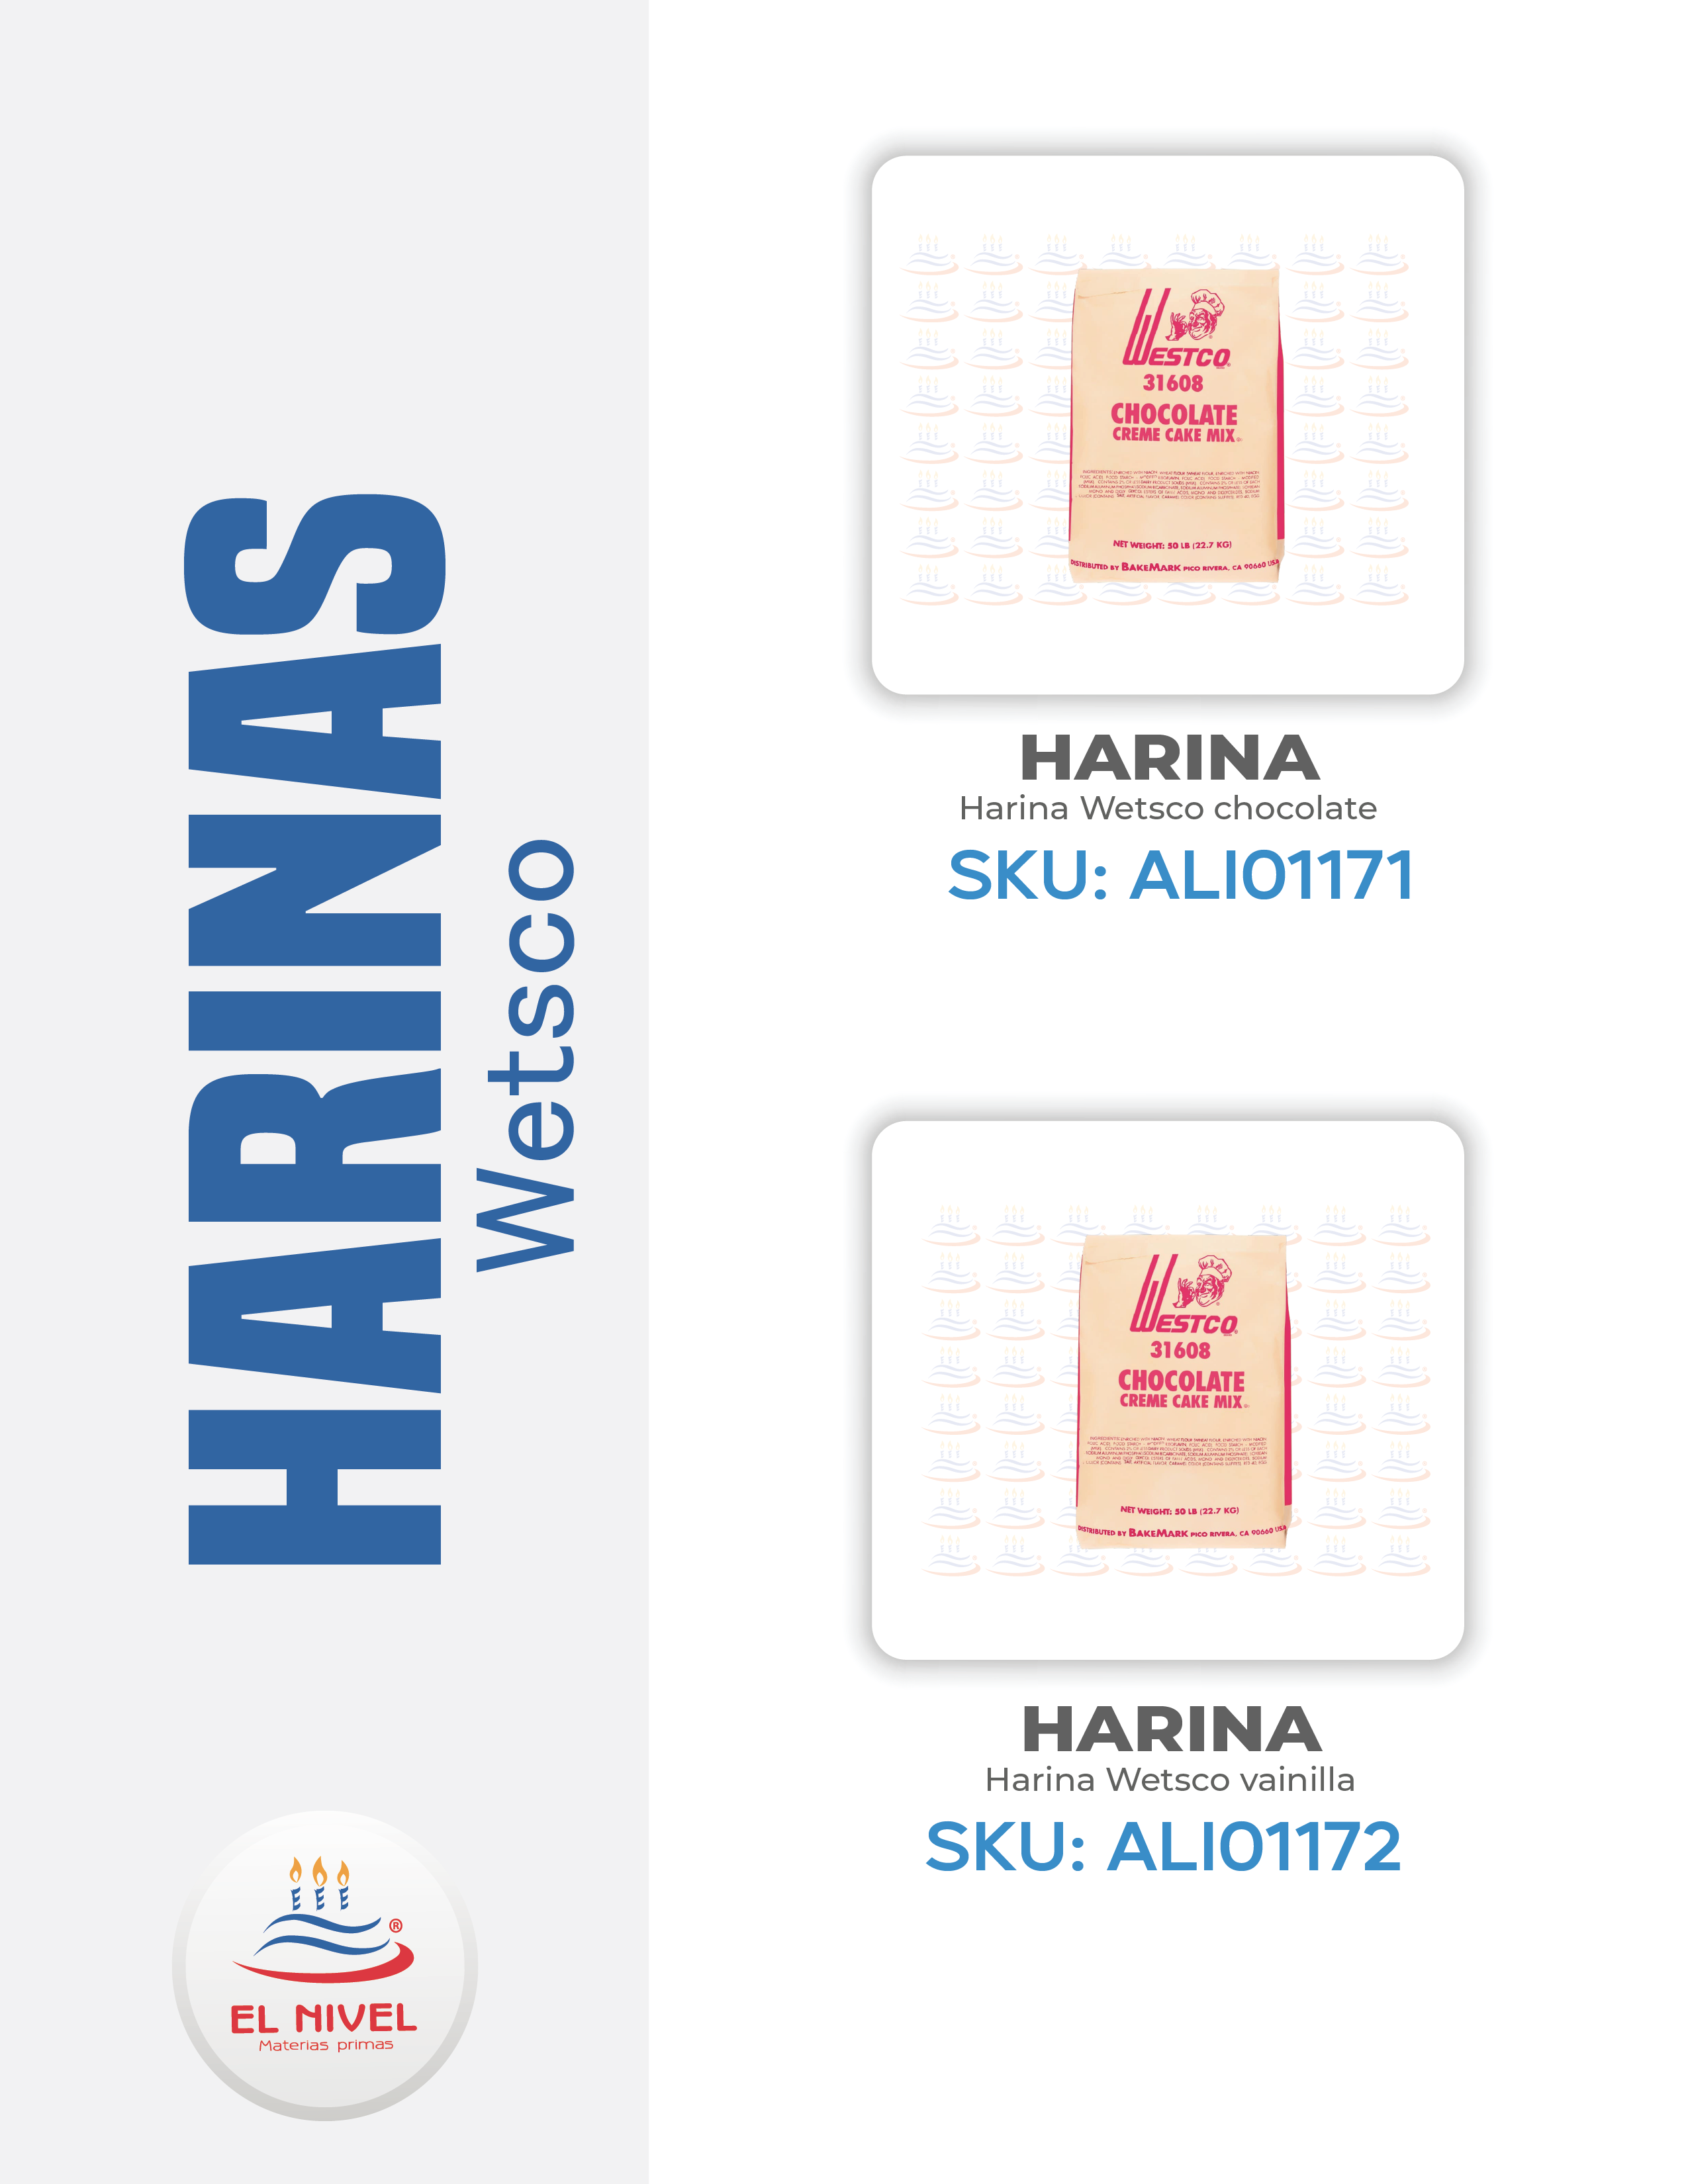 HARINAS
Wetsco
WESTCO
31608
CHOCOLATE
CREME CAKE MIX
NET WEIGHT: 50 LB (22.7 KG)
DISTRIBUTED BY BAKEMARK PICO RIVERA, CA 90660 USA
HARINA
Harina Wetsco chocolate
SKU: ALI01171
WESTCO
31608
CHOCOLATE
CREME CAKE MIX
NET WEIGHT: 50 LB (22.7 KG)
DISTRIBUTED BY BAKEMARK PICO RIVERA, CA 90660 USA
HARINA
Harina Wetsco vainilla
SKU: ALI01172
®
EL NIVEL
Materias primas